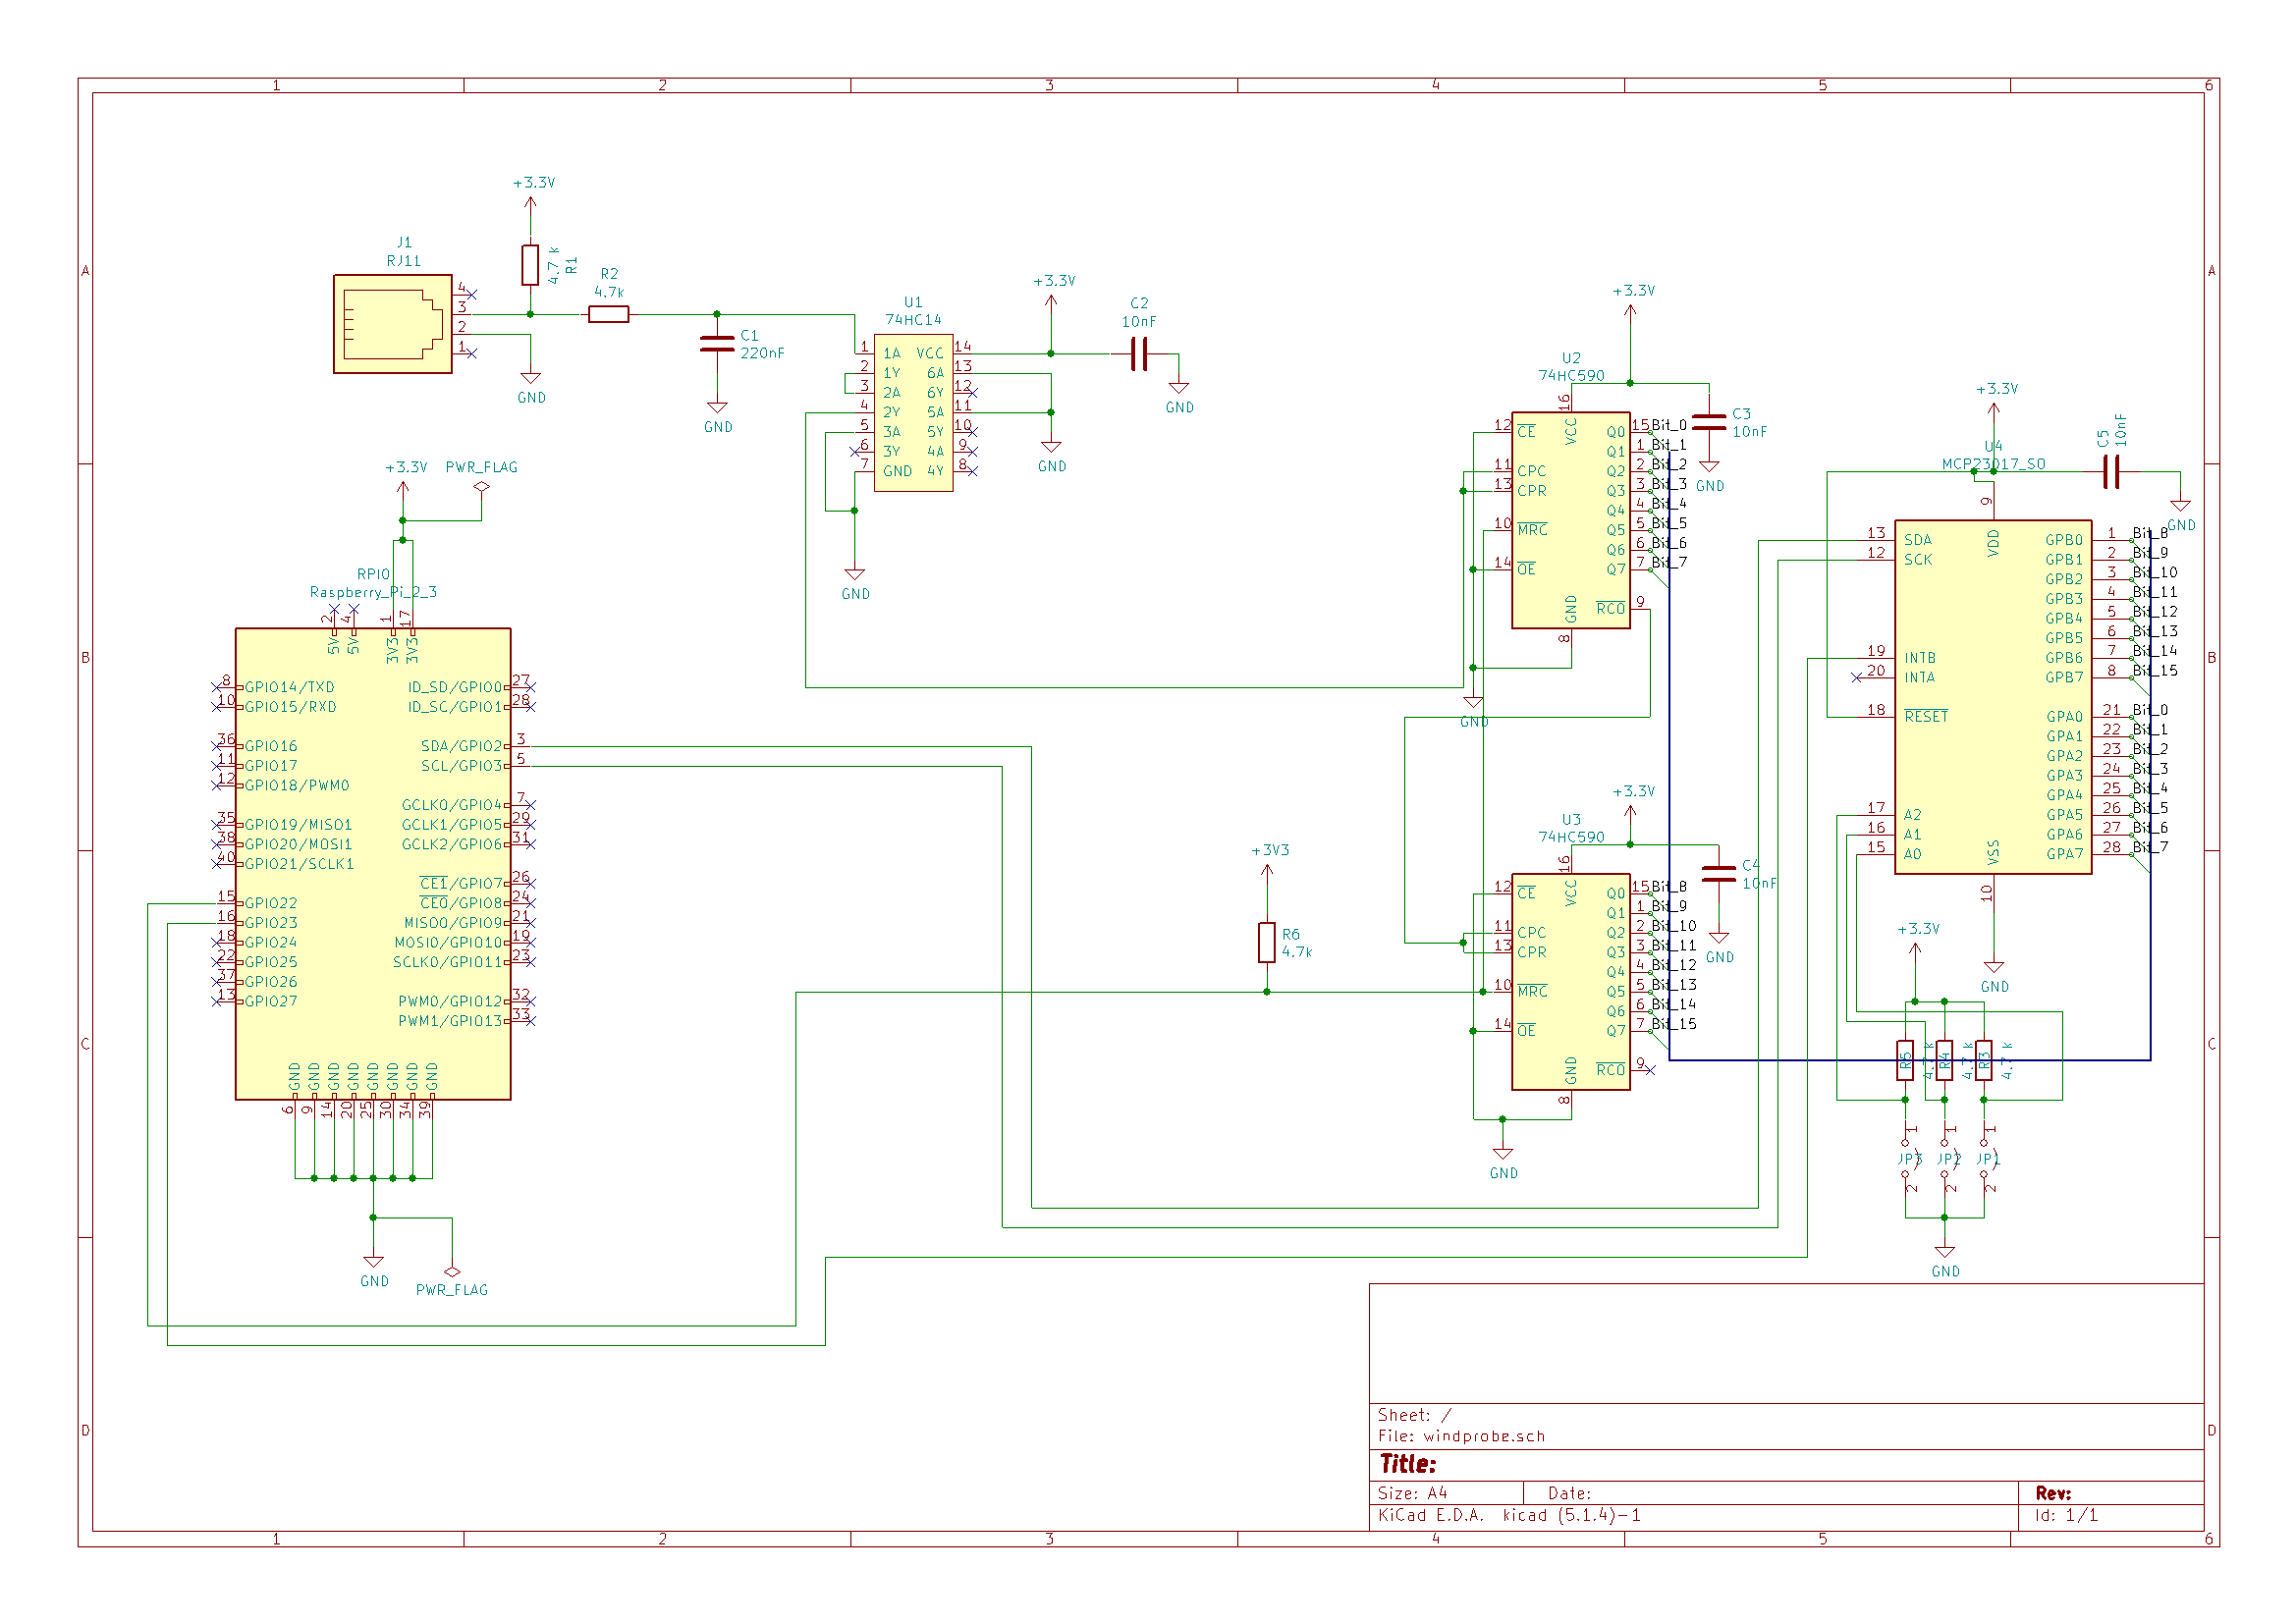 1 2 3 4 5 6
A A
B B
C C
D D
+3.3V
J1
RJ11
4
3
2
1
4.7 k
R1
GND
R2
4.7k
C1
220nF
GND
U1
74HC14
1 1A VCC 14
2 1Y 6A 13
3 2A 6Y 12
4 2Y 5A 11
5 3A 5Y 10
6 3Y 4A 9
7 GND 4Y 8
GND
+3.3V
GND
C2
10nF
GND
+3.3V PWR_FLAG
RPI0
Raspberry_Pi_2_3
2 4 1 17
5V 5V 3V3 3V3
8 GPIO14/TXD ID_SD/GPIO0 27
10 GPIO15/RXD ID_SC/GPIO1 28
36 GPIO16 SDA/GPIO2 3
11 GPIO17 SCL/GPIO3 5
12 GPIO18/PWM0
GCLK0/GPIO4 7
35 GPIO19/MISO1 GCLK1/GPIO5 29
38 GPIO20/MOSI1 GCLK2/GPIO6 31
40 GPIO21/SCLK1
CE1/GPIO7 26
15 GPIO22 CE0/GPIO8 24
16 GPIO23 MISO0/GPIO9 21
18 GPIO24 MOSI0/GPIO10 19
22 GPIO25 SCLK0/GPIO11 23
37 GPIO26
13 GPIO27 PWM0/GPIO12 32
PWM1/GPIO13 33
GND GND GND GND GND GND GND GND
6 9 14 20 25 30 34 39
GND
PWR_FLAG
+3.3V
U2
74HC590
16
VCC
12 CE Q0 15 Bit_0
Q1 1 Bit_1
11 CPC Q2 2 Bit_2
13 CPR Q3 3 Bit_3
Q4 4 Bit_4
10 MRC Q5 5 Bit_5
Q6 6 Bit_6
14 OE Q7 7 Bit_7
RCO 9
GND
8
GND
C3
10nF
GND
+3.3V
U3
74HC590
16
VCC
12 CE Q0 15 Bit_8
Q1 1 Bit_9
11 CPC Q2 2 Bit_10
13 CPR Q3 3 Bit_11
Q4 4 Bit_12
10 MRC Q5 5 Bit_13
Q6 6 Bit_14
14 OE Q7 7 Bit_15
RCO 9
GND
8
GND
C4
10nF
GND
+3V3
R6
4.7k
+3.3V
U4
MCP23017_SO
C5
10nF
GND
9
VDD
13 SDA GPB0 1 Bit_8
12 SCK GPB1 2 Bit_9
GPB2 3 Bit_10
GPB3 4 Bit_11
GPB4 5 Bit_12
GPB5 6 Bit_13
19 INTB GPB6 7 Bit_14
20 INTA GPB7 8 Bit_15
18 RESET GPA0 21 Bit_0
GPA1 22 Bit_1
GPA2 23 Bit_2
GPA3 24 Bit_3
GPA4 25 Bit_4
17 A2 GPA5 26 Bit_5
16 A1 GPA6 27 Bit_6
15 A0 GPA7 28 Bit_7
VSS
10
GND
+3.3V
R5 4.7 k R4 4.7 k R3 4.7 k
1 1 1
JP3 JP2 JP1
2 2 2
GND
Sheet: /
File: windprobe.sch
Title:
Size: A4 Date: Rev:
KiCad E.D.A. kicad (5.1.4)-1 Id: 1/1
1 2 3 4 5 6